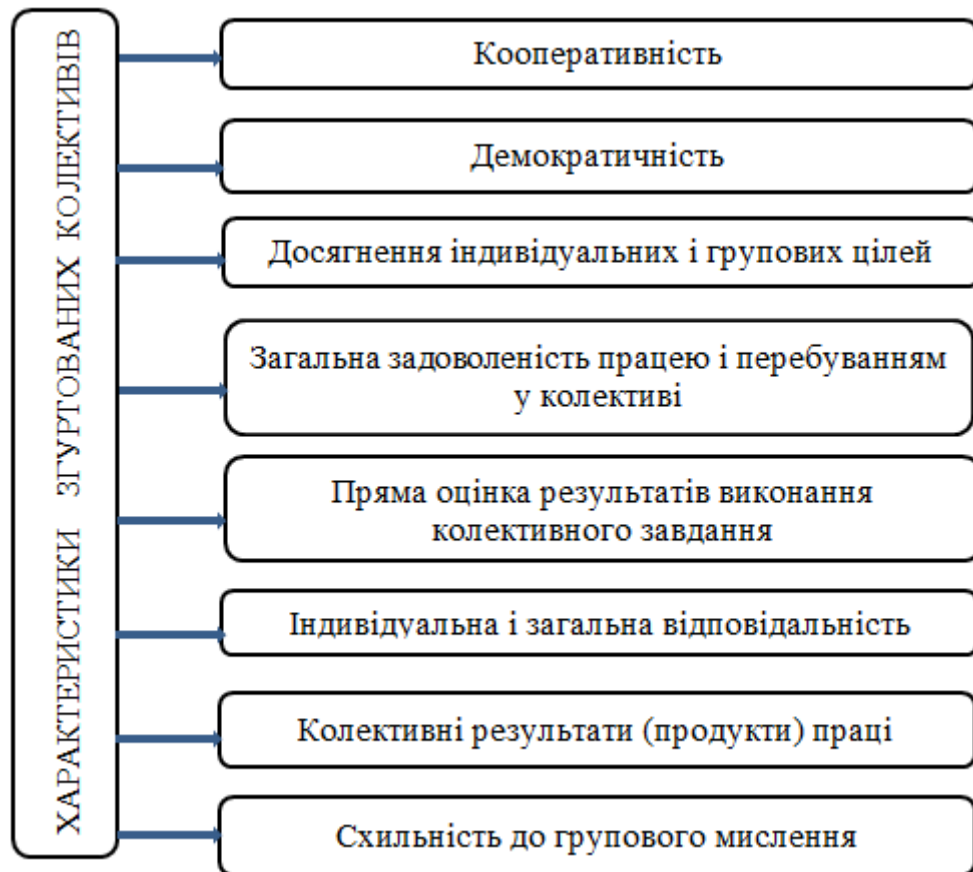 ХАРАКТЕРИСТИКИ ЗГУРТОВАНИХ КОЛЕКТИВІВ
Кооперативність
Демократичність
Досягнення індивідуальних і групових цілей
Загальна задоволеність працею і перебуванням
у колективі
Пряма оцінка результатів виконання
колективного завдання
Індивідуальна і загальна відповідальність
Колективні результати (продукти) праці
Схильність до групового мислення